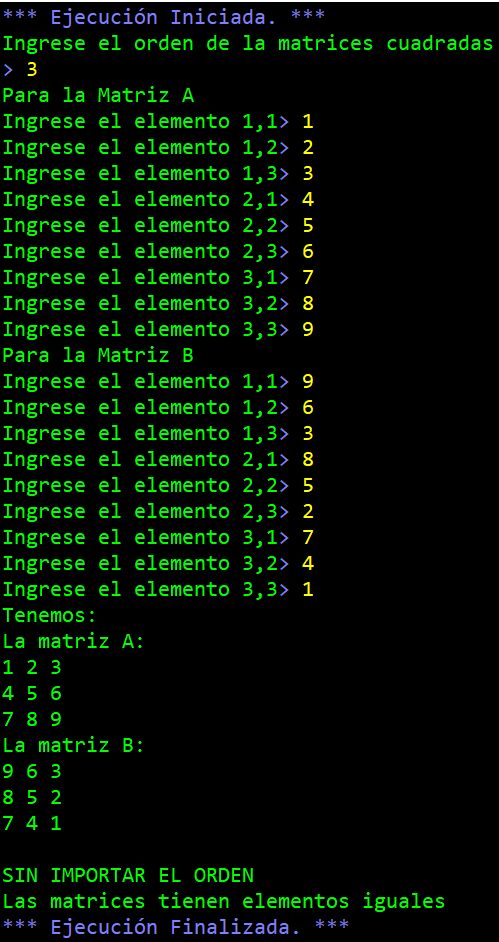 *** Ejecución Iniciada. ***
Ingrese el orden de la matrices cuadradas
> 3
Para la Matriz A
Ingrese el elemento 1,1> 1
Ingrese el elemento 1,2> 2
Ingrese el elemento 1,3> 3
Ingrese el elemento 2,1> 4
Ingrese el elemento 2,2> 5
Ingrese el elemento 2,3> 6
Ingrese el elemento 3,1> 7
Ingrese el elemento 3,2> 8
Ingrese el elemento 3,3> 9
Para la Matriz B
Ingrese el elemento 1,1> 9
Ingrese el elemento 1,2> 6
Ingrese el elemento 1,3> 3
Ingrese el elemento 2,1> 8
Ingrese el elemento 2,2> 5
Ingrese el elemento 2,3> 2
Ingrese el elemento 3,1> 7
Ingrese el elemento 3,2> 4
Ingrese el elemento 3,3> 1
Tenemos:
La matriz A:
1 2 3
4 5 6
7 8 9
La matriz B:
9 6 3
8 5 2
7 4 1
SIN IMPORTAR EL ORDEN
Las matrices tienen elementos iguales
*** Ejecución Finalizada. ***